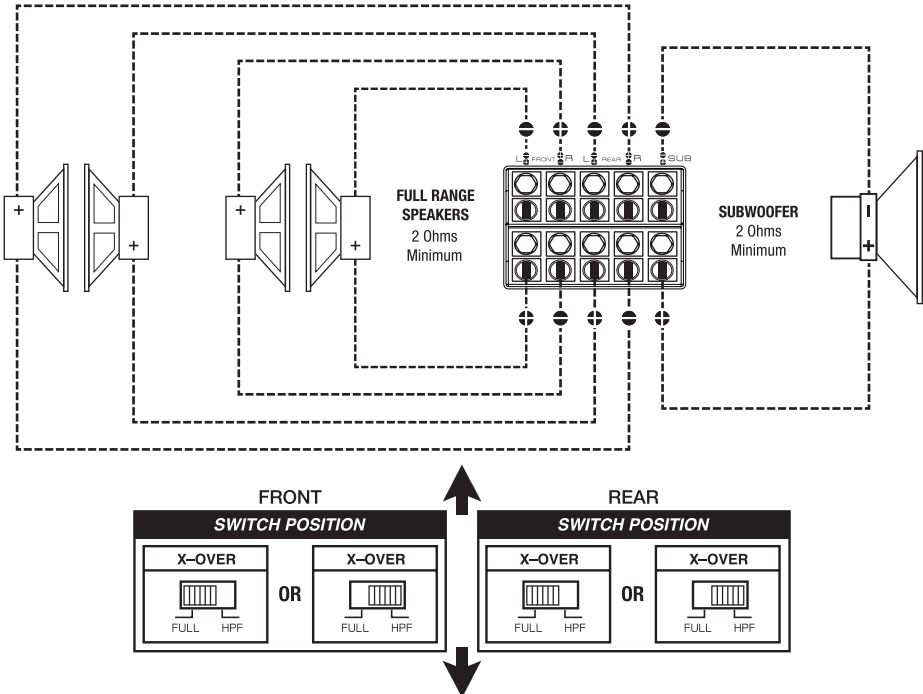 L FRONT R L REAR R SUB
FULL RANGE
SPEAKERS
2 Ohms
Minimum
SUBWOOFER
2 Ohms
Minimum
+
+
+
+
-
+
FRONT
SWITCH POSITION
X–OVER
FULL HPF
OR
X–OVER
FULL HPF
REAR
SWITCH POSITION
X–OVER
FULL HPF
OR
X–OVER
FULL HPF